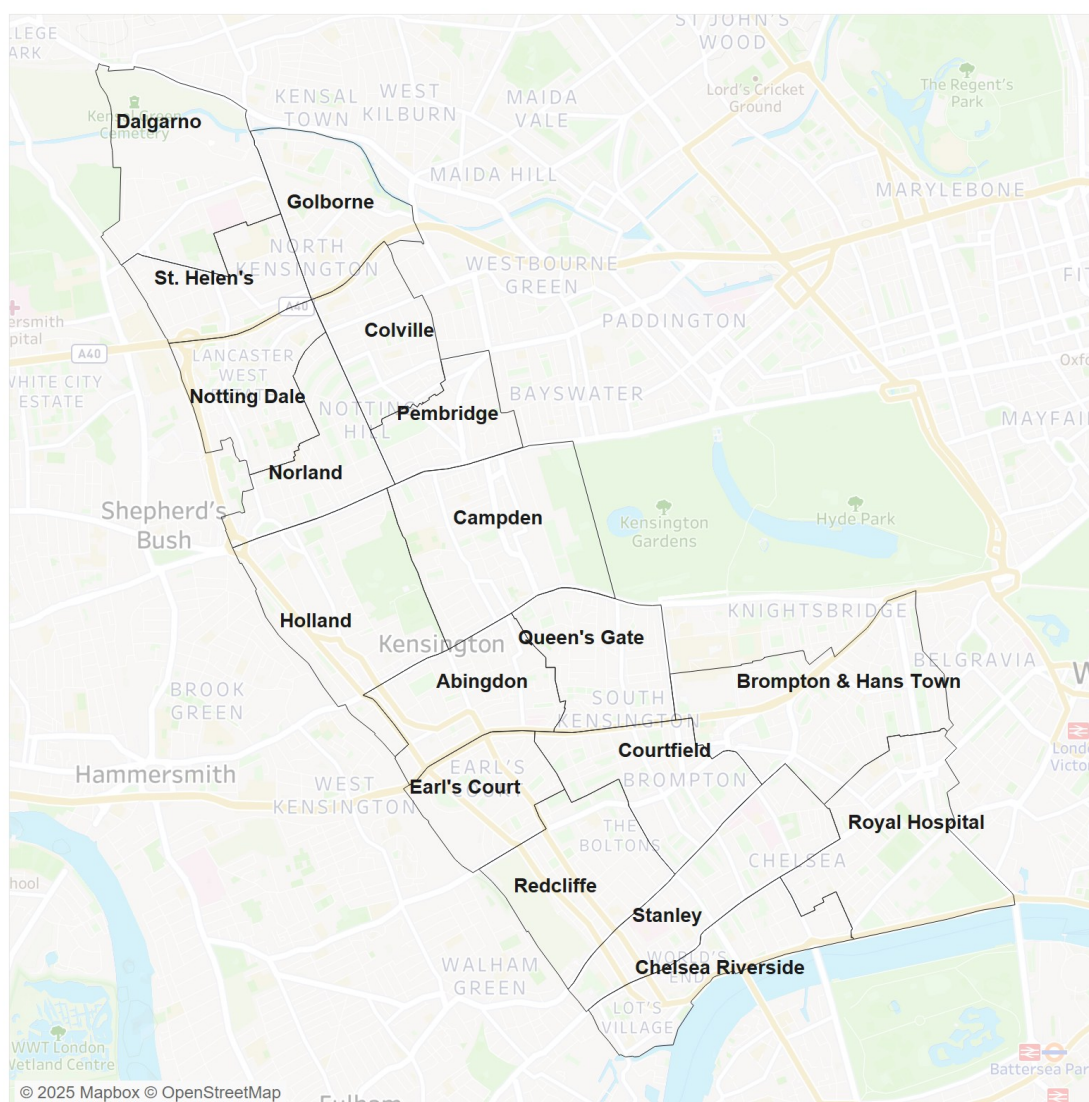 ST JOHN'S
WOOD
LLEGE
ARK
The Regent's
Park
Lord's Cricket
Ground
KENSAL
TOWN
WEST
KILBURN
MAIDA
VALE
Dalgarno
MAIDA HILL
MARYLEBONE
Golborne
NORTH
KENSINGTON
WESTBOURNE
GREEN
St. Helen's
A40
ersmith
pital
PADDINGTON
Colville
A40
LANCASTER
WEST
Oxfo
WHITE CITY
ESTATE
Notting Dale
BAYSWATER
NOTTING
HILL
Pembridge
MAYFAI
Norland
Shepherd's
Bush
Campden
Kensington
Gardens
Hyde Park
KNIGHTSBRIDGE
Holland
Kensington
Queen's Gate
BELGRAVIA
W
BROOK
GREEN
Abingdon
Brompton & Hans Town
SOUTH
KENSINGTON
Courtfield
Londo
Victor
Hammersmith
WEST
KENSINGTON
EARL'S
Earl's Court
BROMPTON
THE
BOLTONS
Royal Hospital
CHELSEA
hool
Redcliffe
Stanley
WALHAM
GREEN
WORLD'S
END
Chelsea Riverside
LOT'S
VILLAGE
WWT London
Wetland Centre
Battersea Par
© 2025 Mapbox © OpenStreetMap
Fulham